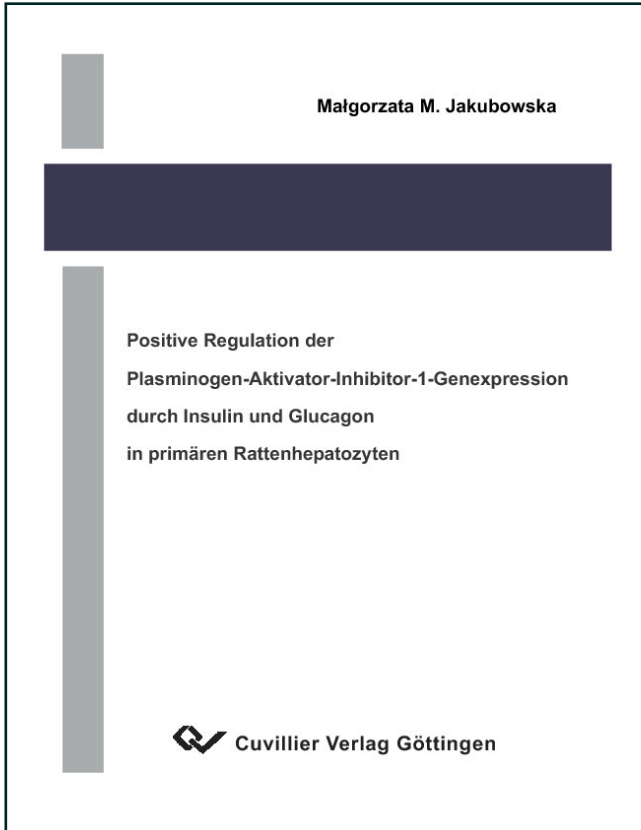 Małgorzata M. Jakubowska
Positive Regulation der
Plasminogen-Aktivator-Inhibitor-1-Genexpression
durch Insulin und Glucagon
in primären Rattenhepatozyten
Cuvillier Verlag Göttingen